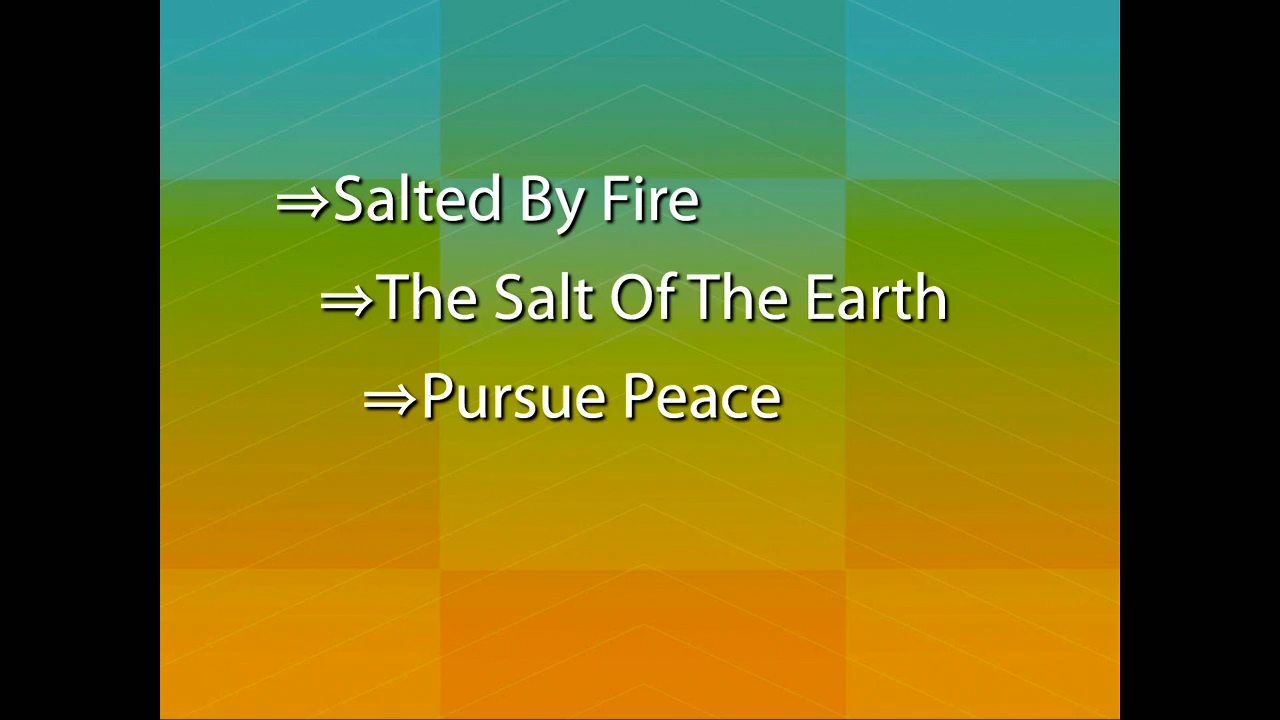 ⇒Salted By Fire
⇒The Salt Of The Earth
⇒Pursue Peace